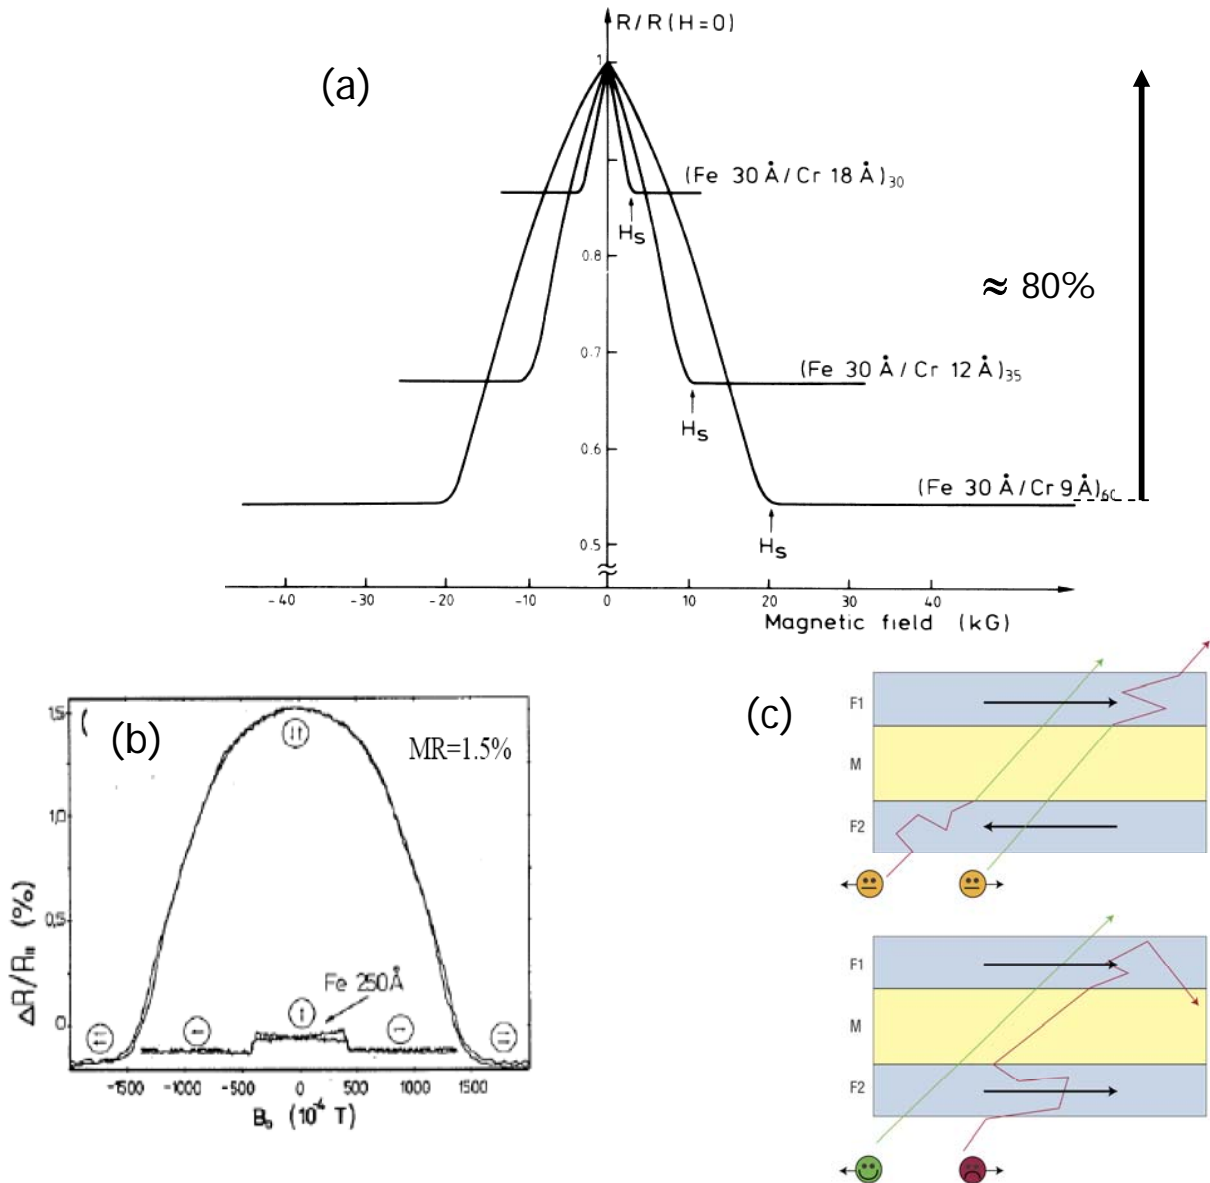 R/R(H=0)
(a)
1
(Fe 30 Å/Cr 18 Å)30
Hs
0.8
≈ 80%
0.7
(Fe 30 Å/ Cr 12 Å)35
Hs
0.6
(Fe 30 Å/Cr 9 Å)
Hs
0.5
-40 -30 -20 -10 0 10 20 30 40
Magnetic field (kG)
(b)
1,5
MR=1.5%
1,0
ΔR/R (%)
0,5
Fe 250Å
0
-1500 -1000 -500 0 500 1000 1500
(10⁻⁴ T)
(c)
F1
M
F2
F1
M
F2